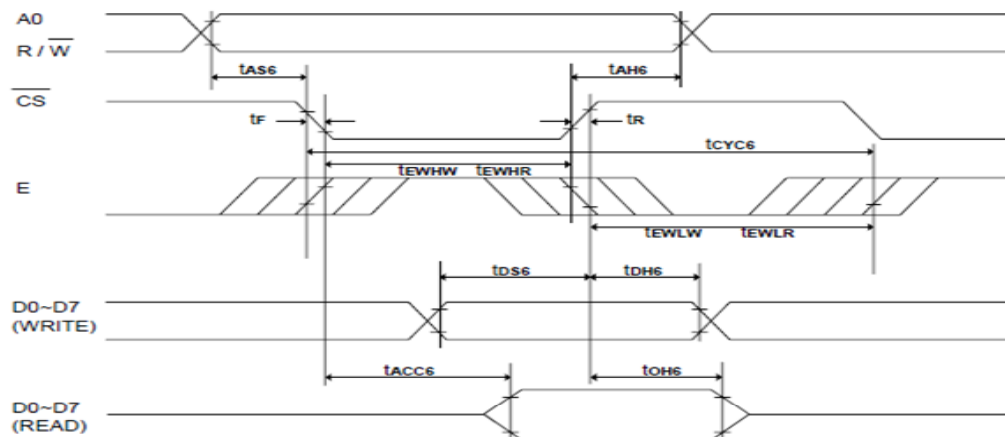 A0
R / W
tAS6 tAH6
CS
tF tR
tCYC6
tEWHW tEWHR
E
tEWLW tEWLR
tDS6 tDH6
D0~D7
(WRITE)
tACC6 tOH6
D0~D7
(READ)